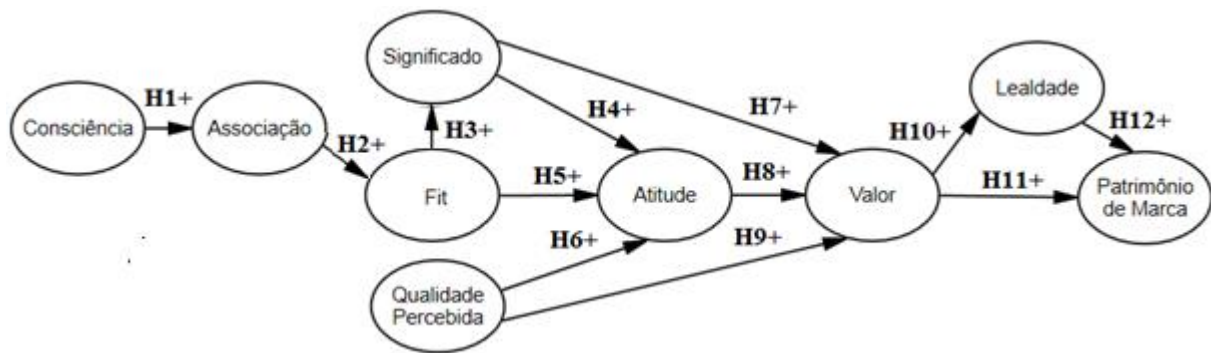 Significado
Lealdade
H1+
H7+
Consciência
Associação
H4+
H10+
H12+
H2+
H3+
Fit
H5+
Atitude
H8+
Valor
H11+
Patrimônio
de Marca
H6+
H9+
Qualidade
Percebida